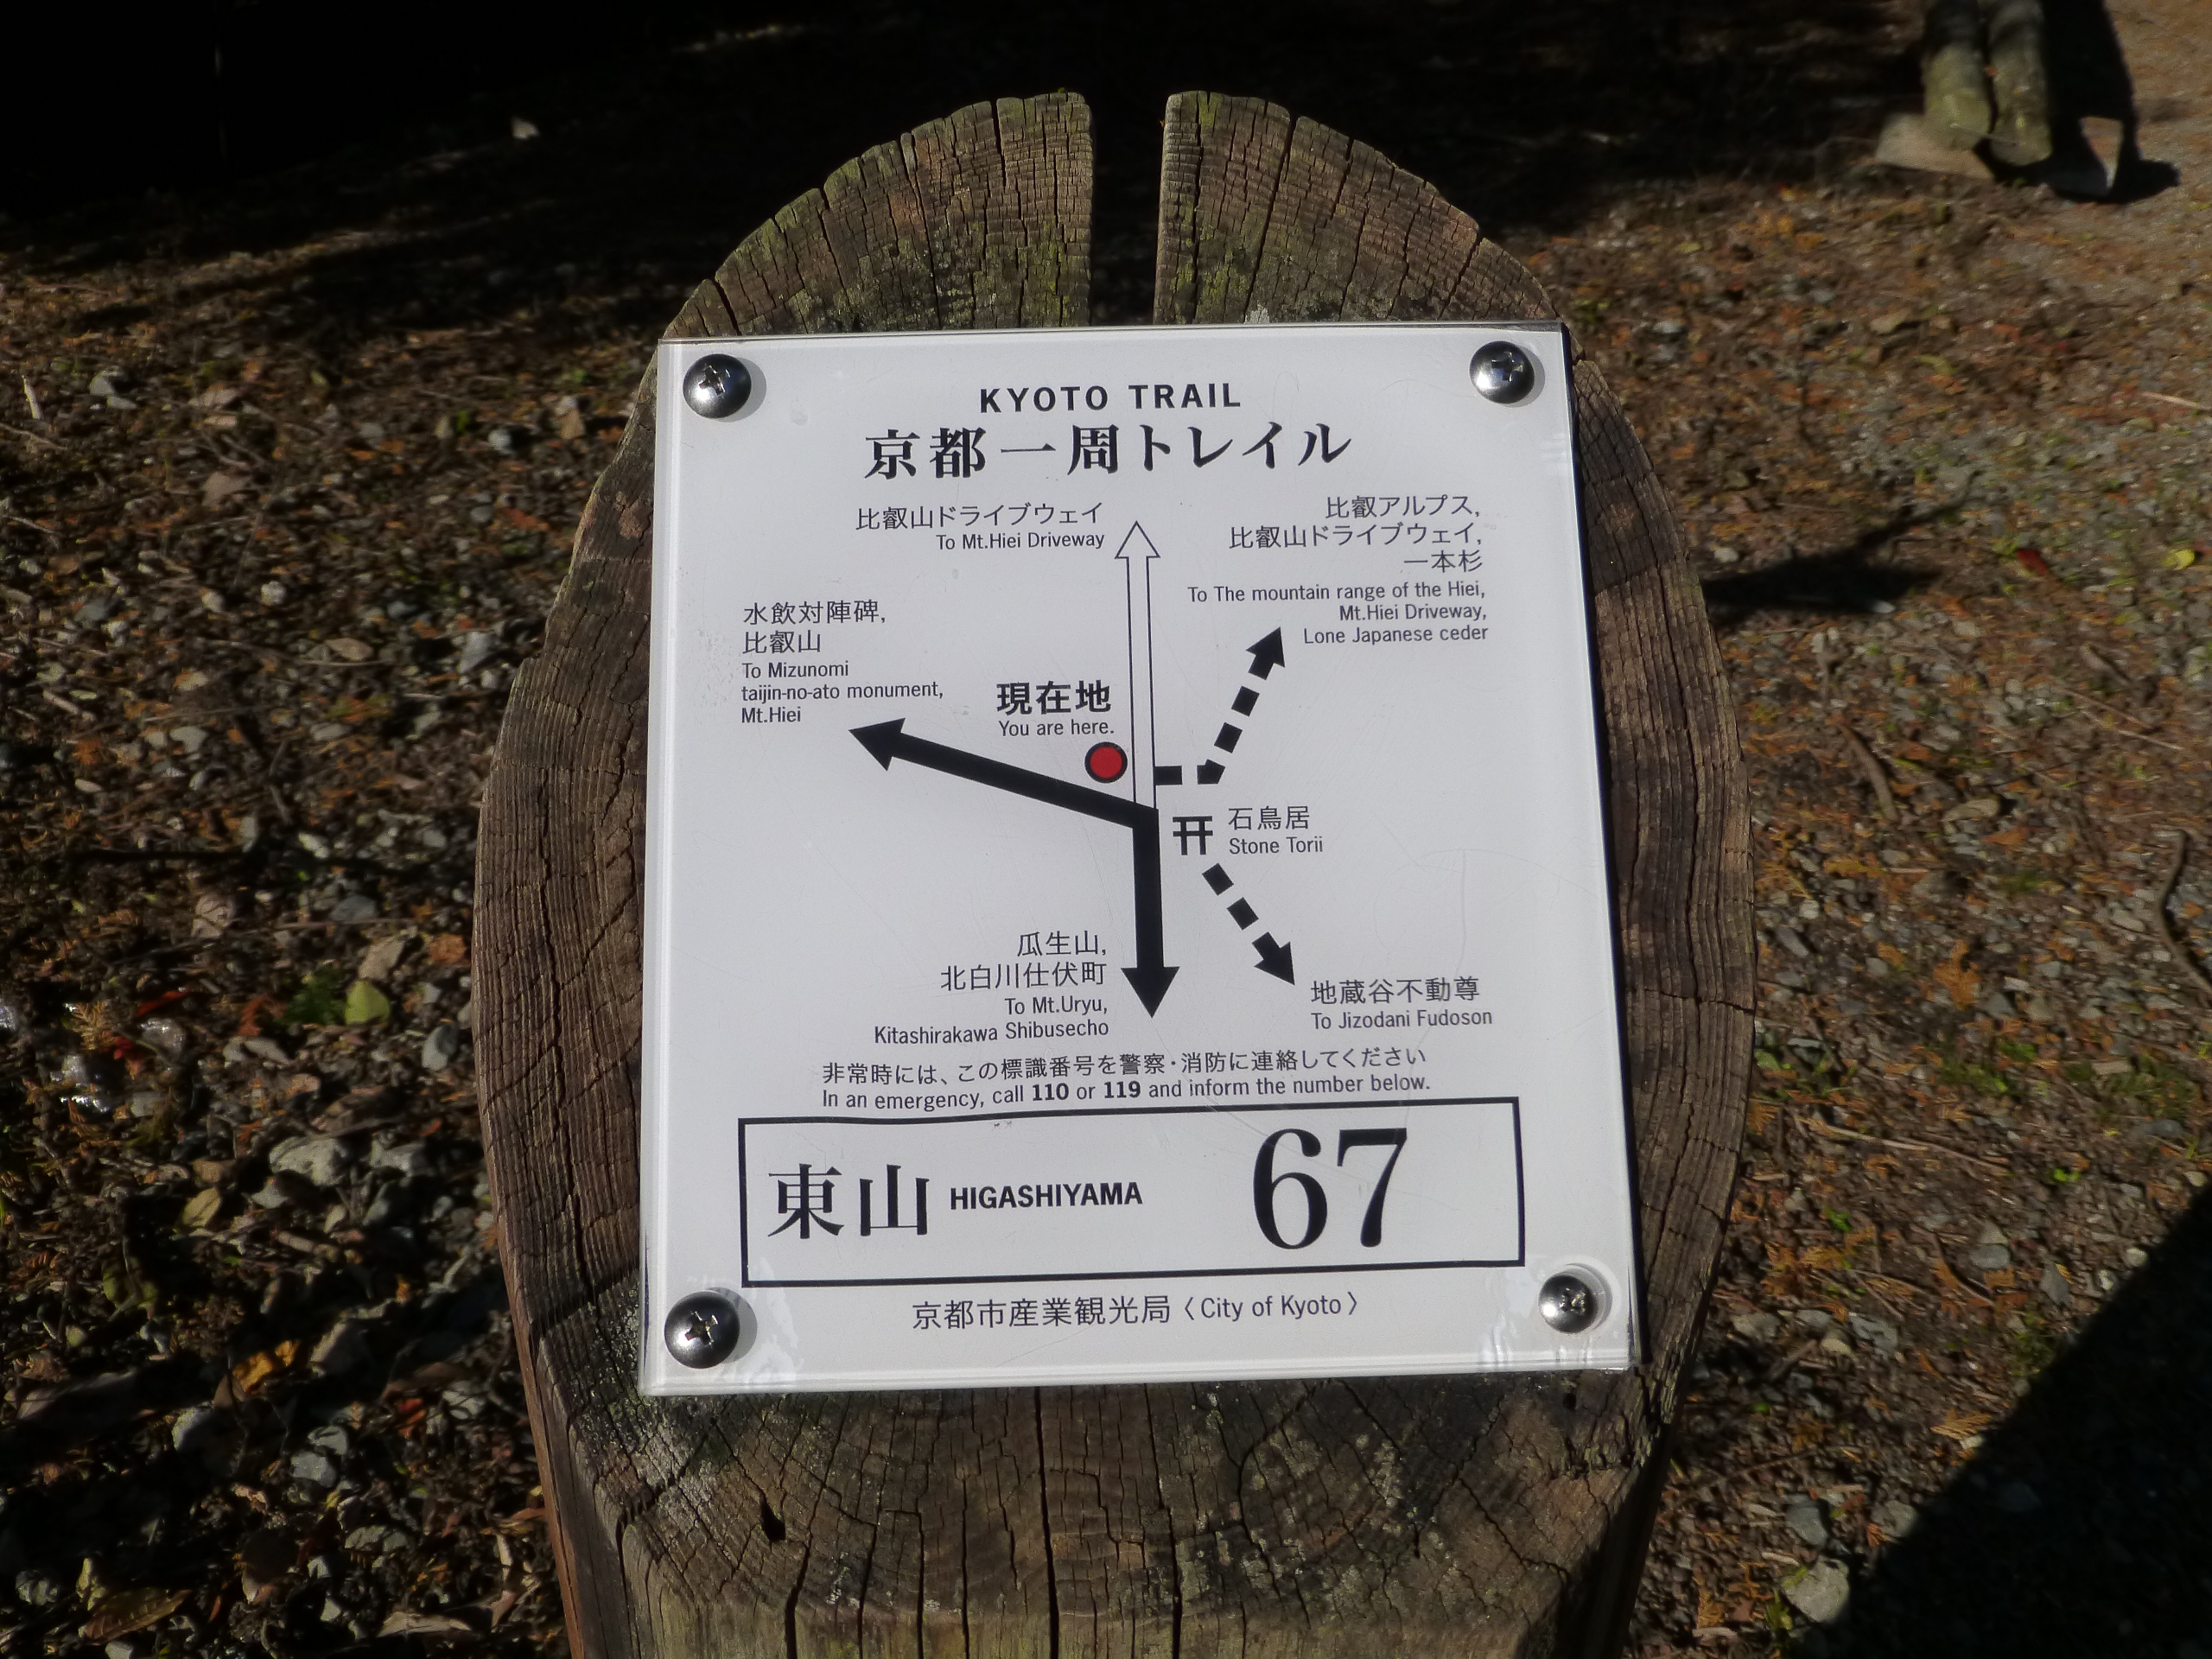 KYOTO TRAIL
京都一周トレイル
比叡山ドライブウェイ
To Mt.Hiei Driveway
比叡アルプス,
比叡山ドライブウェイ,
一本杉
To The mountain range of the Hiei,
Mt.Hiei Driveway,
Lone Japanese ceder
水飲対陣碑,
比叡山
To Mizunomi
taijin-no-ato monument,
Mt.Hiei
現在地
You are here.
石鳥居
Stone Torii
瓜生山,
北白川仕伏町
To Mt.Uryu,
Kitashirakawa Shibusecho
地蔵谷不動尊
To Jizodani Fudoson
非常時には、この標識番号を警察・消防に連絡してください
In an emergency, call 110 or 119 and inform the number below.
東山 HIGASHIYAMA 67
京都市産業観光局〈City of Kyoto〉